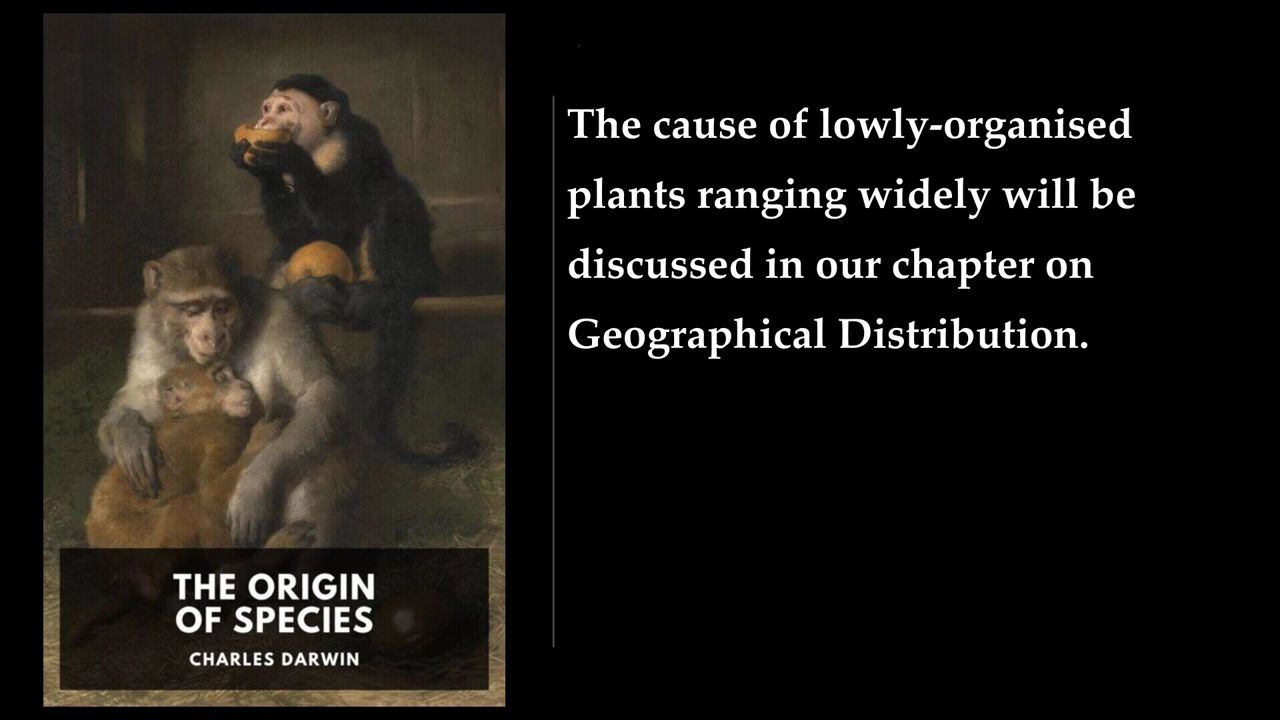 THE ORIGIN
OF SPECIES
CHARLES DARWIN
The cause of lowly-organised
plants ranging widely will be
discussed in our chapter on
Geographical Distribution.